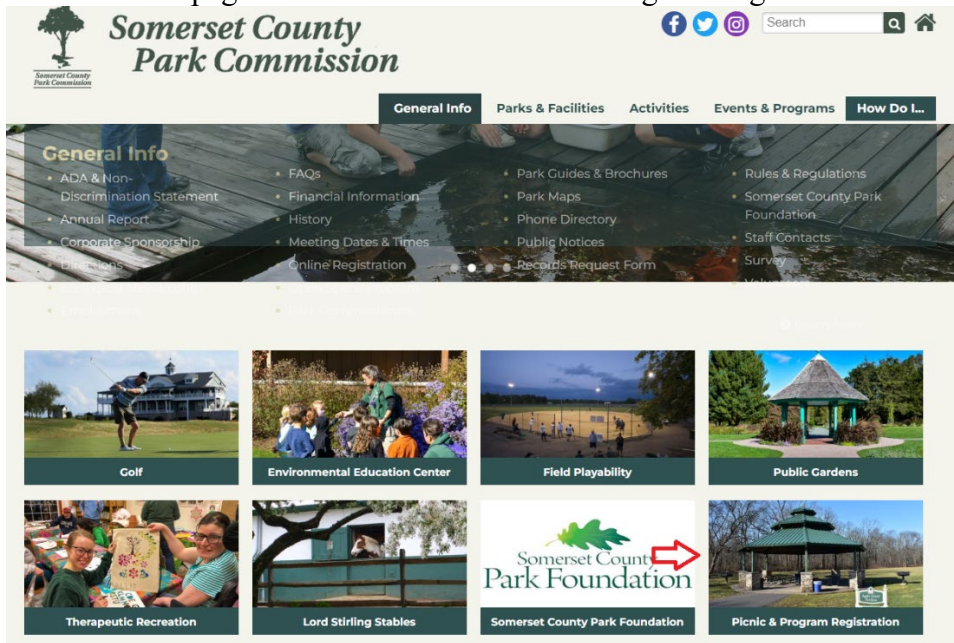 Somerset County
Park Commission
Somerset County
Park Commission
Search
General Info
Parks & Facilities
Activities
Events & Programs
How Do I...
General Info
ADA & Non-
Discrimination Statement
Annual Report
Corporate Sponsorship
Directions
FAQs
Financial Information
History
Meeting Dates & Times
Online Registration
Park Guides & Brochures
Park Maps
Phone Directory
Public Notices
Records Request Form
Rules & Regulations
Somerset County Park
Foundation
Staff Contacts
Survey
Volunteers
Employment
Golf
Environmental Education Center
Field Playability
Public Gardens
Somerset County
Park Foundation
Therapeutic Recreation
Lord Stirling Stables
Somerset County Park Foundation
Picnic & Program Registration